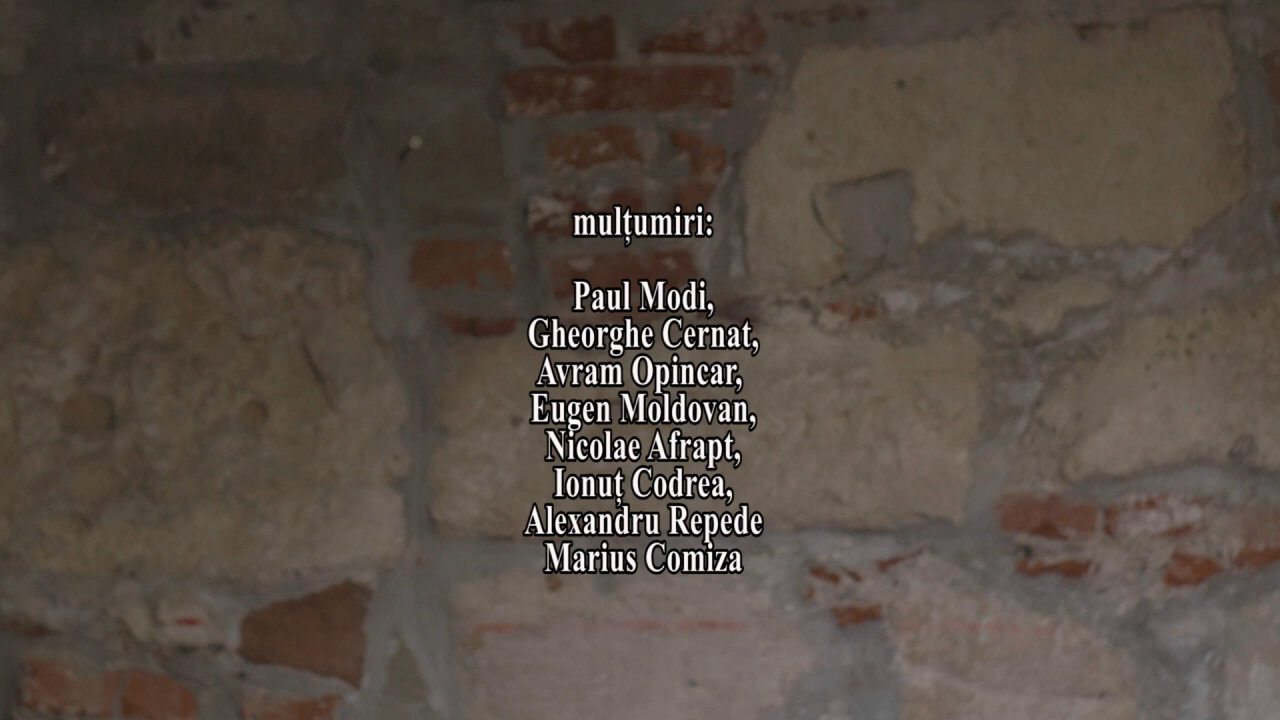 mulțumiri:
Paul Modi,
Gheorghe Cernat,
Avram Opincar,
Eugen Moldovan,
Nicolae Afrapt,
Ionuț Codrea,
Alexandru Repede
Marius Comiza